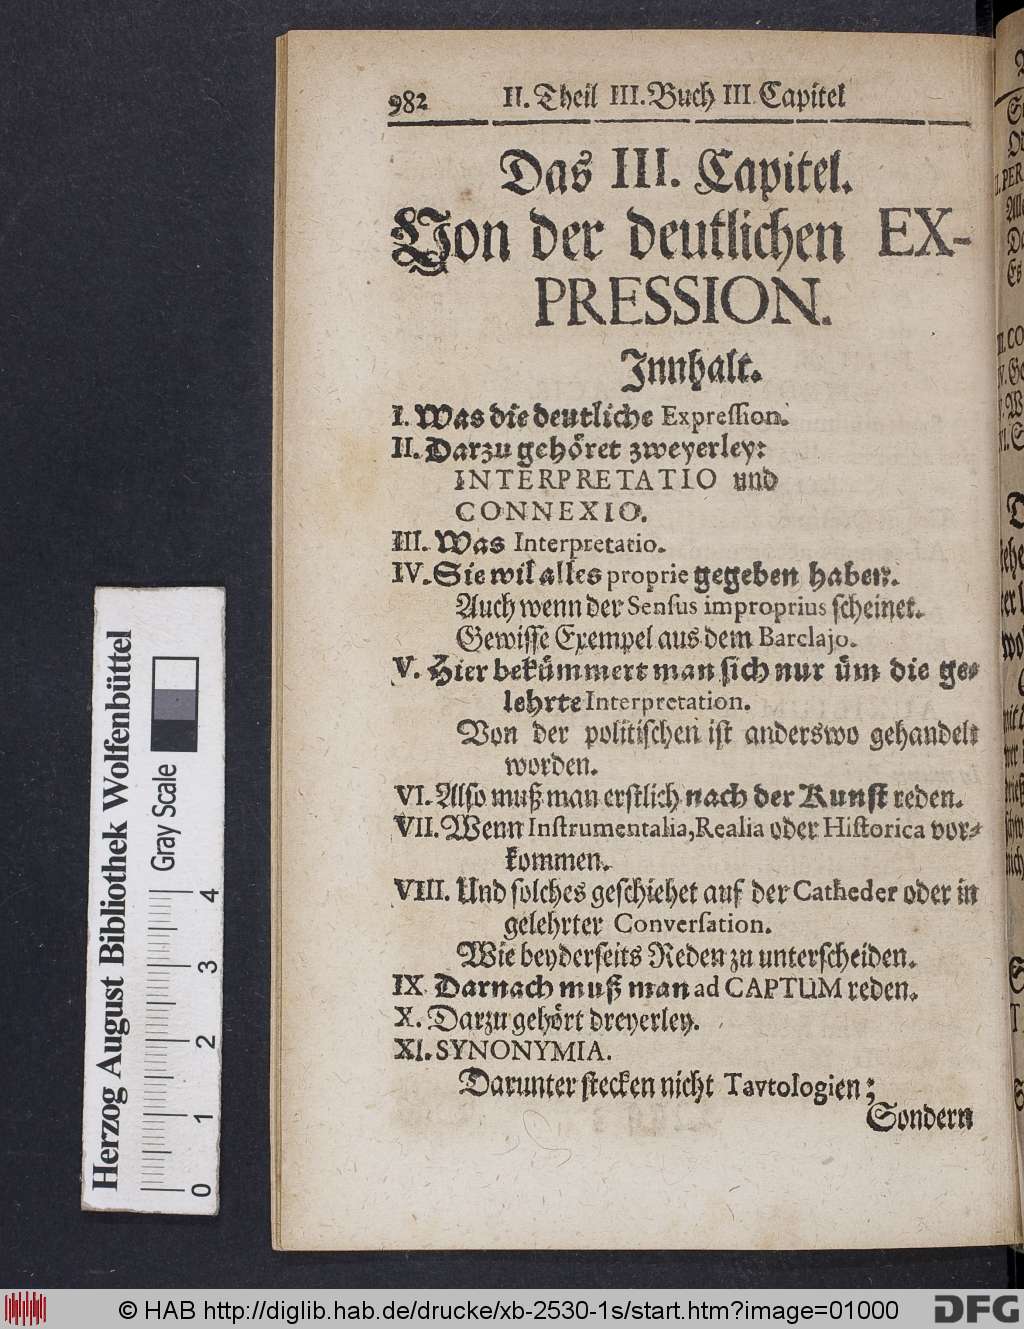 982 II. Theil III. Buch III Capitel
Das III. Capitel.
Von der deutlichen EX-
PRESSION.
Innhalt.
I. Was die deutliche Expreſſion.
II. Darzu gehöret zweyerley:
INTERPRETATIO und
CONNEXIO.
III. Was Interpretatio.
IV. Sie wil alles proprie gegeben haben.
Auch wenn der Senſus improprius ſcheinet.
Gewiſſe Exempel aus dem Barclajo.
V. Hier bekümmert man ſich nur üm die ge-
lehrte Interpretation.
Von der politiſchen iſt anderswo gehandelt
worden.
VI. Alſo muß man erſtlich nach der Kunſt reden.
VII. Wenn Inſtrumentalia, Realia oder Hiſtorica vor-
kommen.
VIII. Und ſolches geſchiehet auf der Catheder oder in
gelehrter Converſation.
Wie beyderſeits Reden zu unterſcheiden.
IX. Darnach muß man ad CAPTUM reden.
X. Darzu gehört dreyerley.
XI. SYNONYMIA.
Darunter ſtecken nicht Tavtologien;
Sondern
Herzog August Bibliothek Wolfenbüttel
Gray Scale
0 1 2 3 4
© HAB http://diglib.hab.de/drucke/xb-2530-1s/start.htm?image=01000
DFG